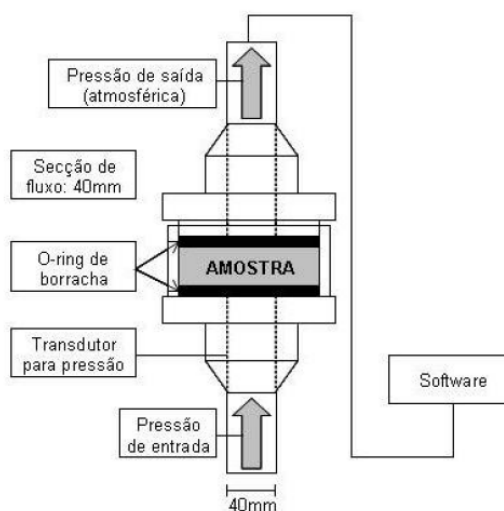 Pressão de saída
(atmosférica)
Secção de
fluxo: 40mm
O-ring de
borracha
AMOSTRA
Transdutor
para pressão
Software
Pressão
de entrada
40mm